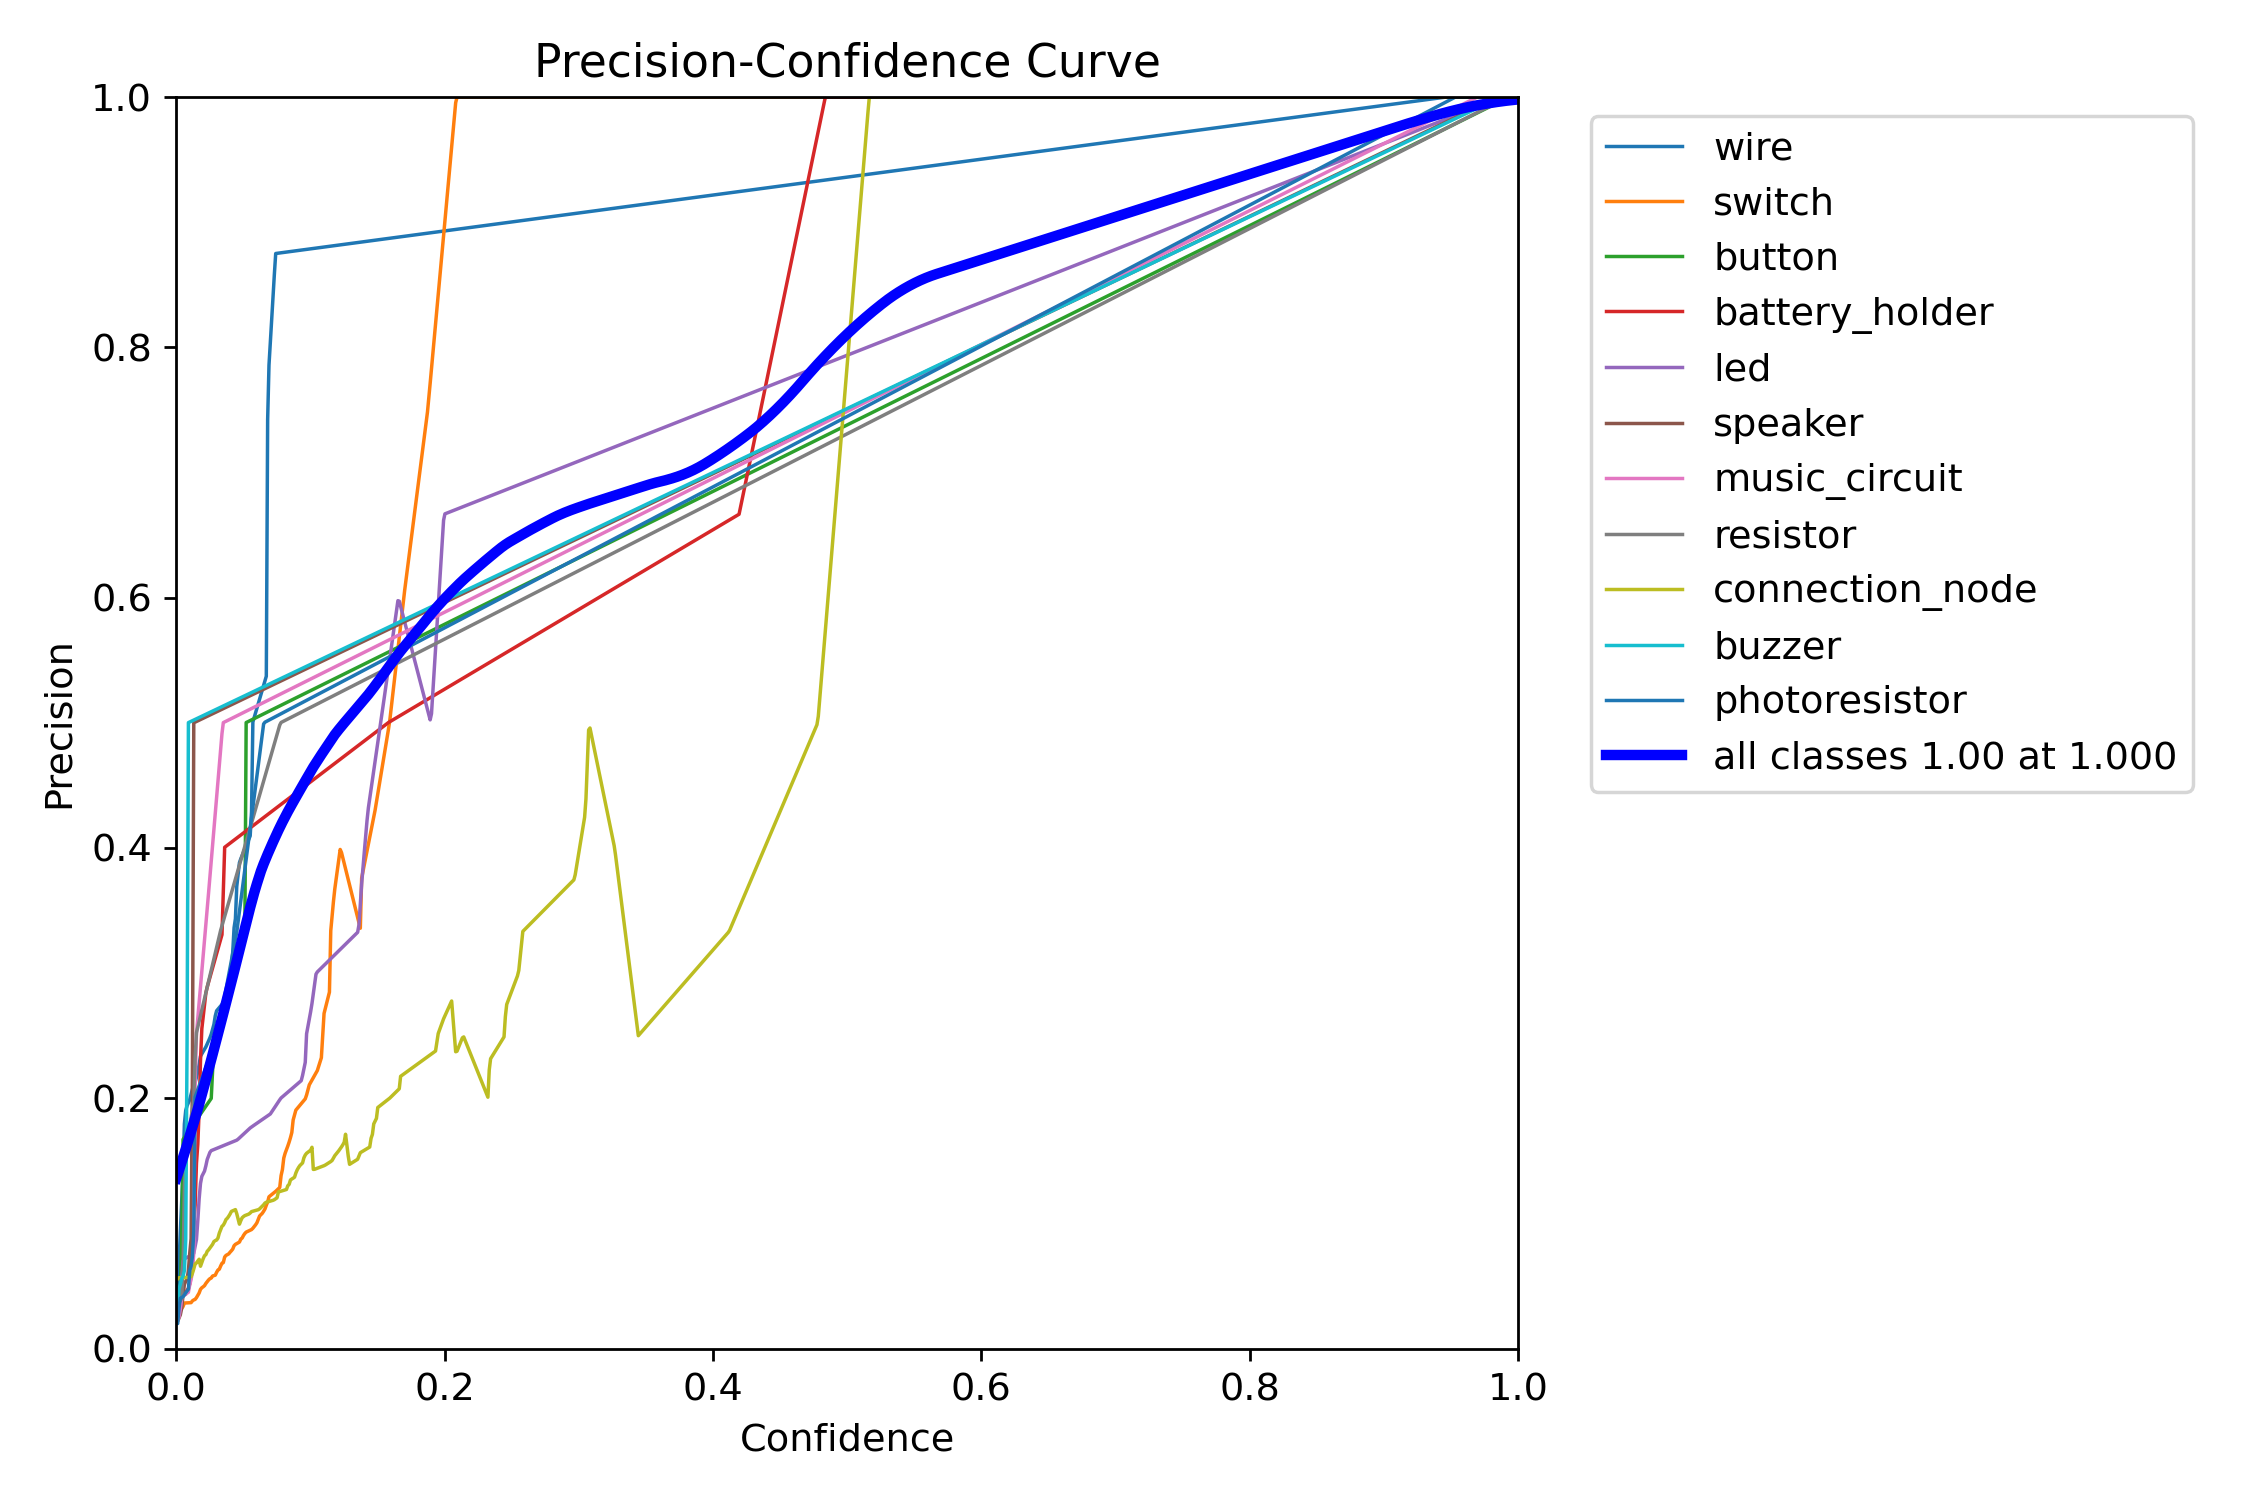 Precision-Confidence Curve
1.0
0.8
0.6
0.4
0.2
0.0
Precision
0.0 0.2 0.4 0.6 0.8 1.0
Confidence
wire
switch
button
battery_holder
led
speaker
music_circuit
resistor
connection_node
buzzer
photoresistor
all classes 1.00 at 1.000